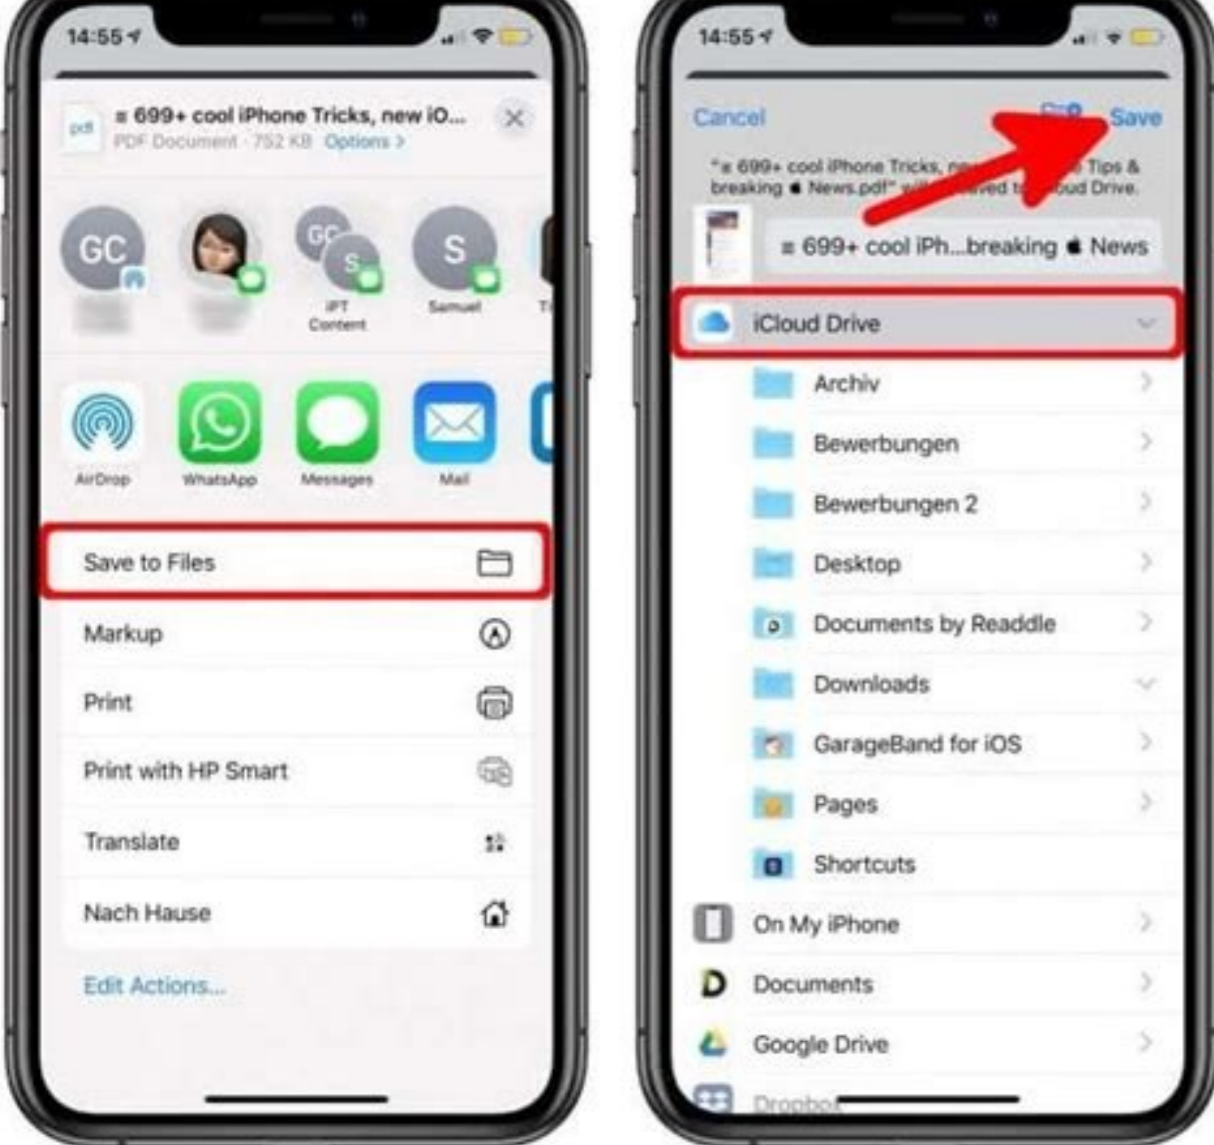 14:55
≡ 699+ cool iPhone Tricks, new iO...
pdf
PDF Document · 752 KB Options >
GC
GC
S
S
iPT
Content
Samuel
AirDrop
WhatsApp
Messages
Mail
Save to Files
Markup
Print
Print with HP Smart
Translate
Nach Hause
Edit Actions...
14:55
Cancel
Save
"≡ 699+ cool iPhone Tricks, Tips &
breaking News.pdf" Drive.
≡ 699+ cool iPh...breaking News
iCloud Drive
Archiv
Bewerbungen
Bewerbungen 2
Desktop
Documents by Readdle
Downloads
GarageBand for iOS
Pages
Shortcuts
On My iPhone
D
Documents
Google Drive
Dropbox